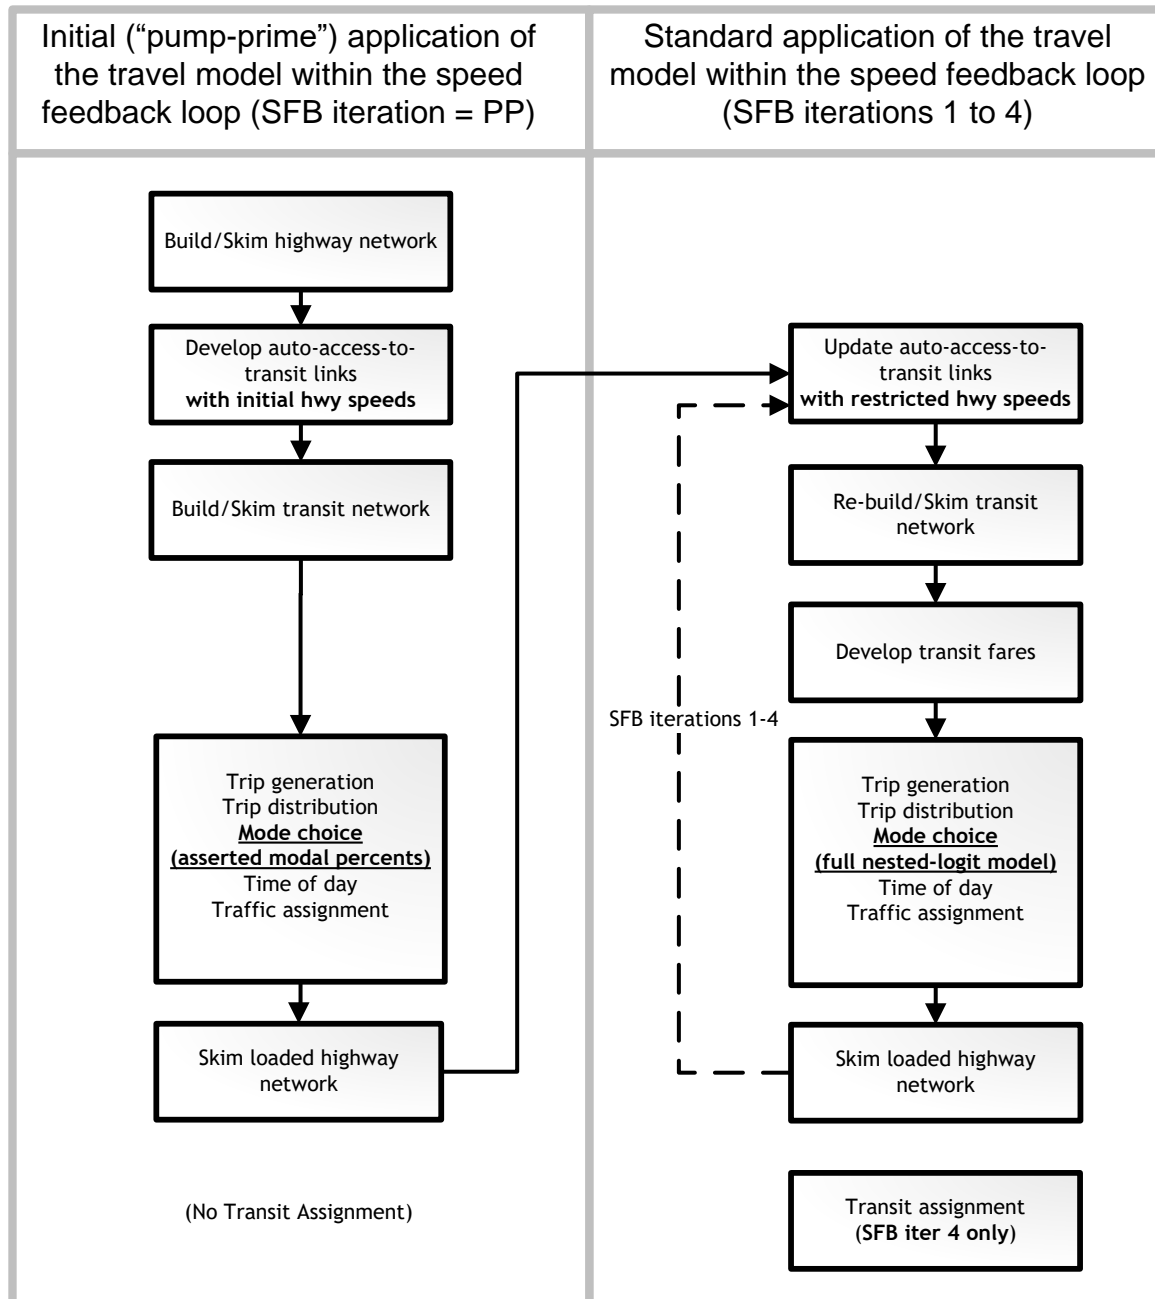 Initial (“pump-prime”) application of
the travel model within the speed
feedback loop (SFB iteration = PP)
Standard application of the travel
model within the speed feedback loop
(SFB iterations 1 to 4)
Build/Skim highway network
Develop auto-access-to-
transit links
with initial hwy speeds
Build/Skim transit network
Trip generation
Trip distribution
Mode choice
(asserted modal percents)
Time of day
Traffic assignment
Skim loaded highway
network
(No Transit Assignment)
Update auto-access-to-
transit links
with restricted hwy speeds
Re-build/Skim transit
network
Develop transit fares
SFB iterations 1-4
Trip generation
Trip distribution
Mode choice
(full nested-logit model)
Time of day
Traffic assignment
Skim loaded highway
network
Transit assignment
(SFB iter 4 only)